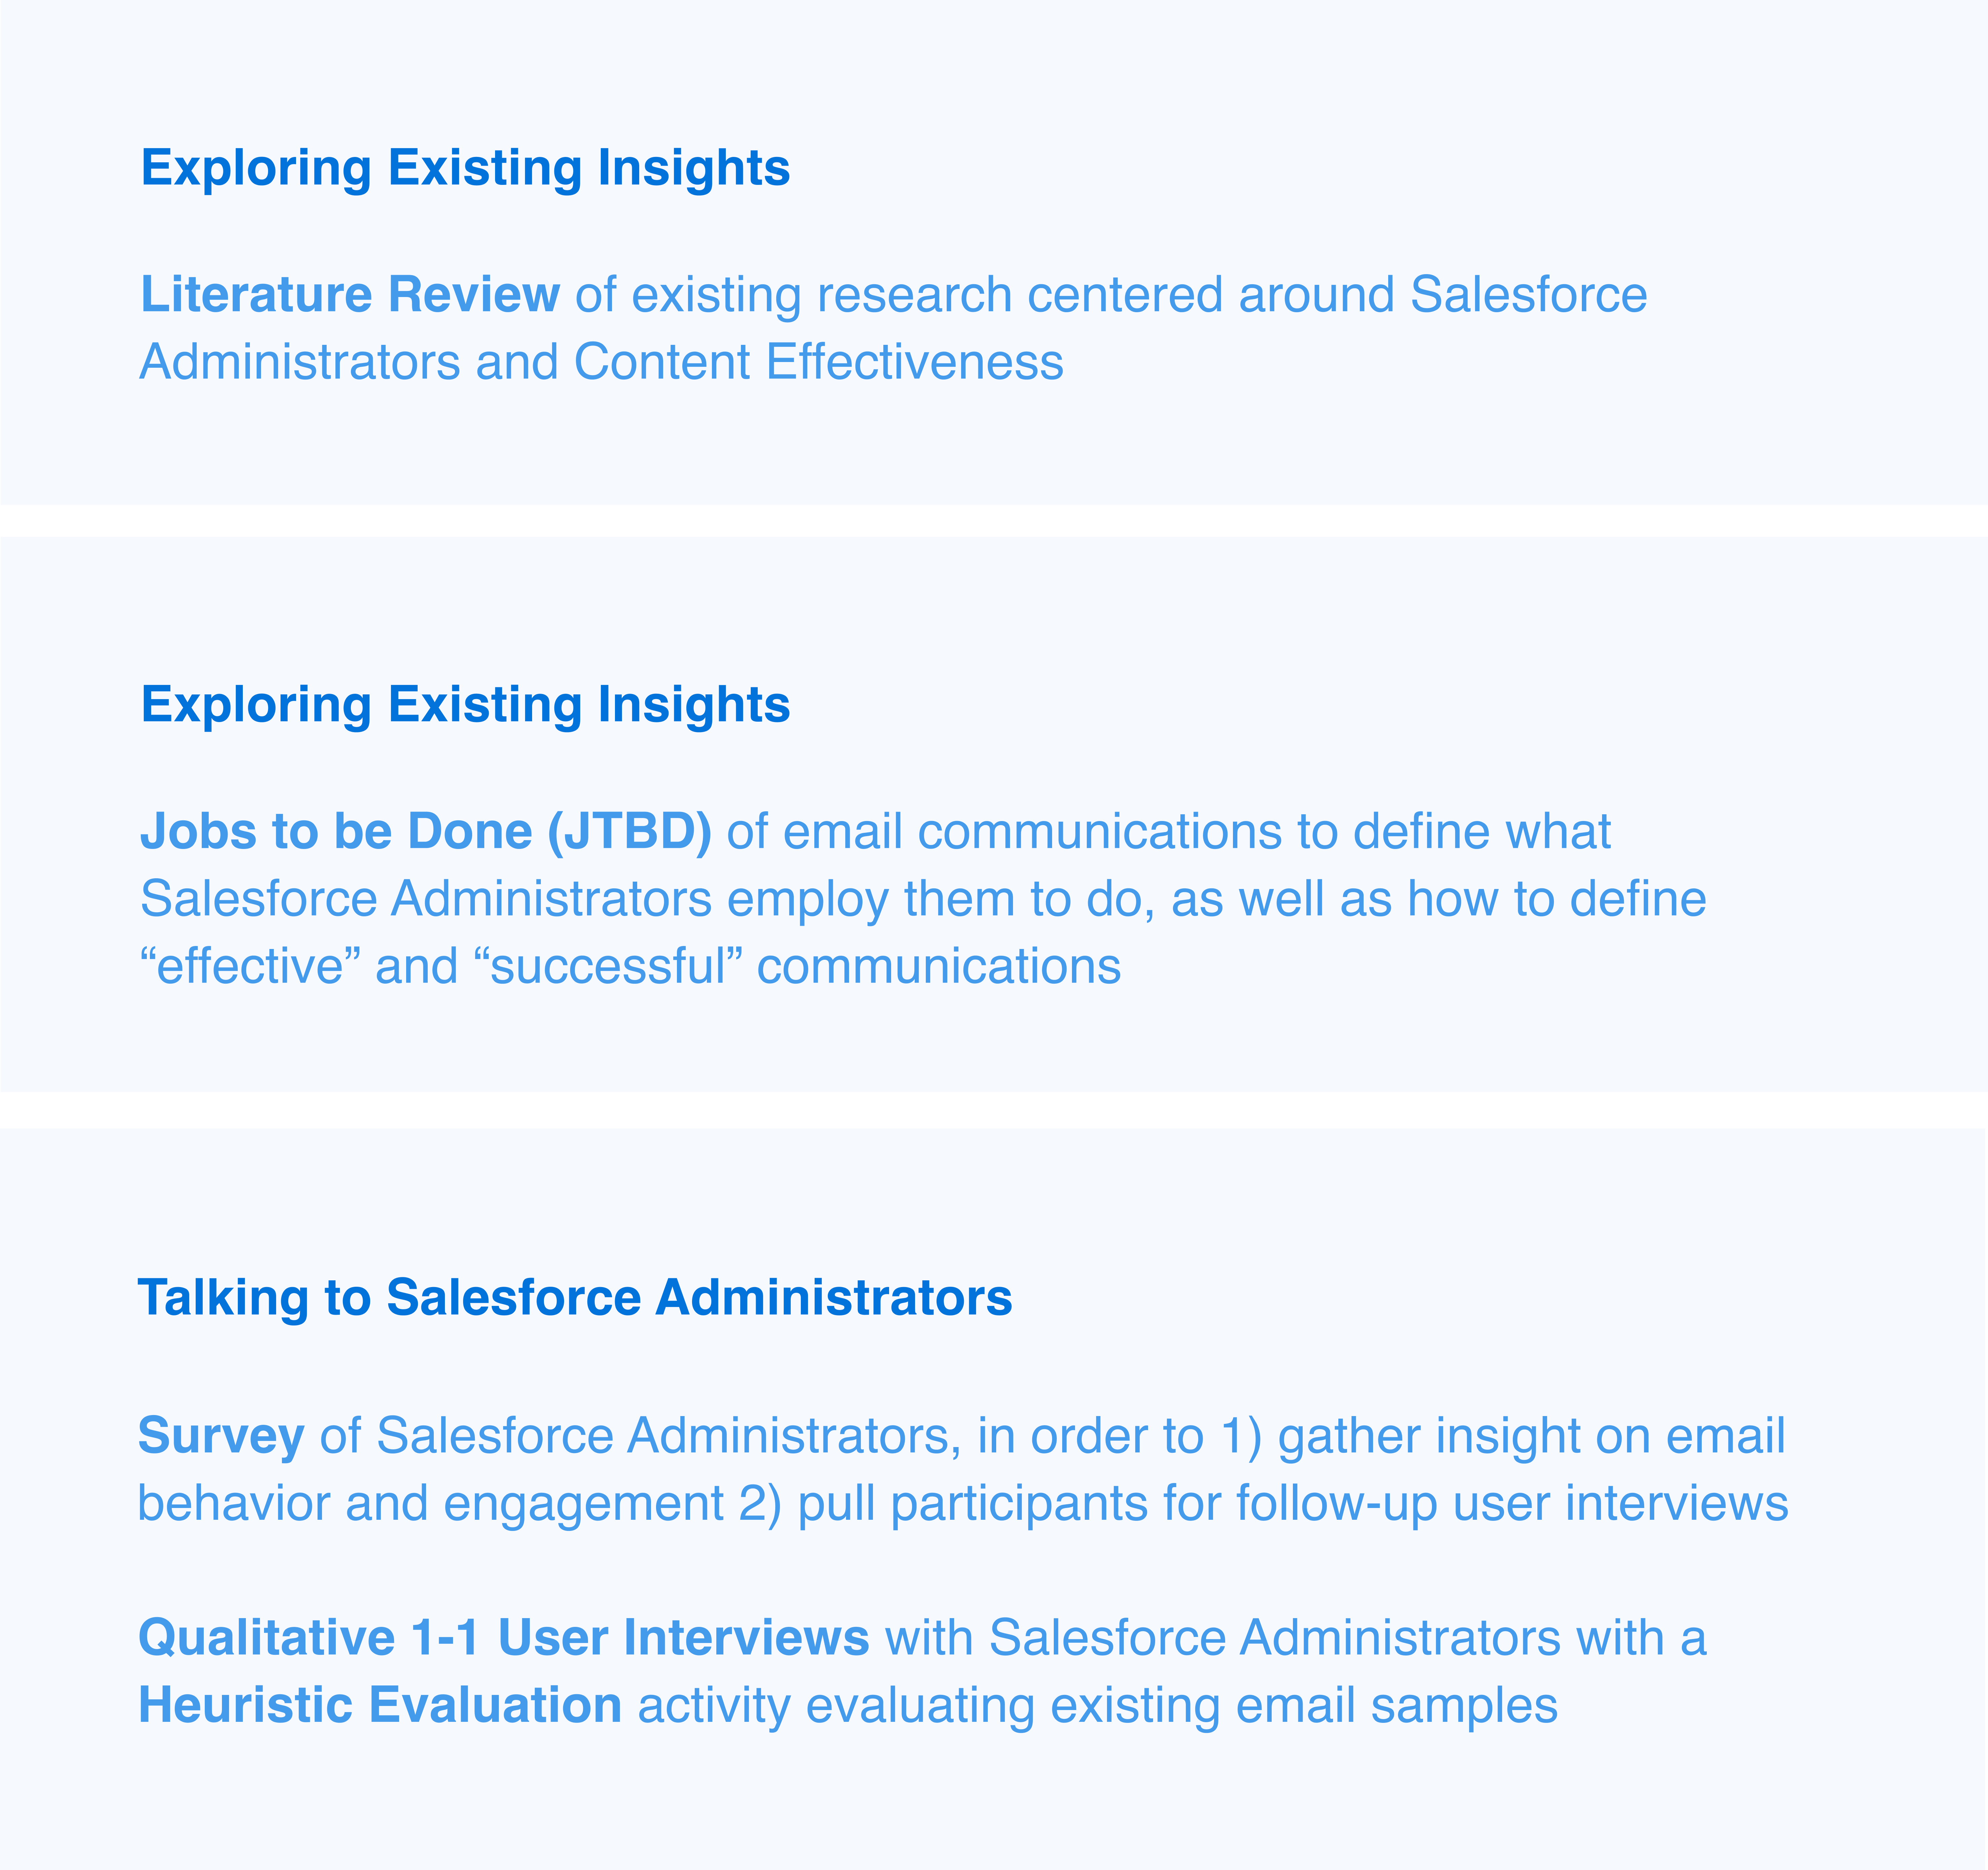 Exploring Existing Insights
Literature Review of existing research centered around Salesforce
Administrators and Content Effectiveness
Exploring Existing Insights
Jobs to be Done (JTBD) of email communications to define what
Salesforce Administrators employ them to do, as well as how to define
“effective” and “successful” communications
Talking to Salesforce Administrators
Survey of Salesforce Administrators, in order to 1) gather insight on email
behavior and engagement 2) pull participants for follow-up user interviews
Qualitative 1-1 User Interviews with Salesforce Administrators with a
Heuristic Evaluation activity evaluating existing email samples